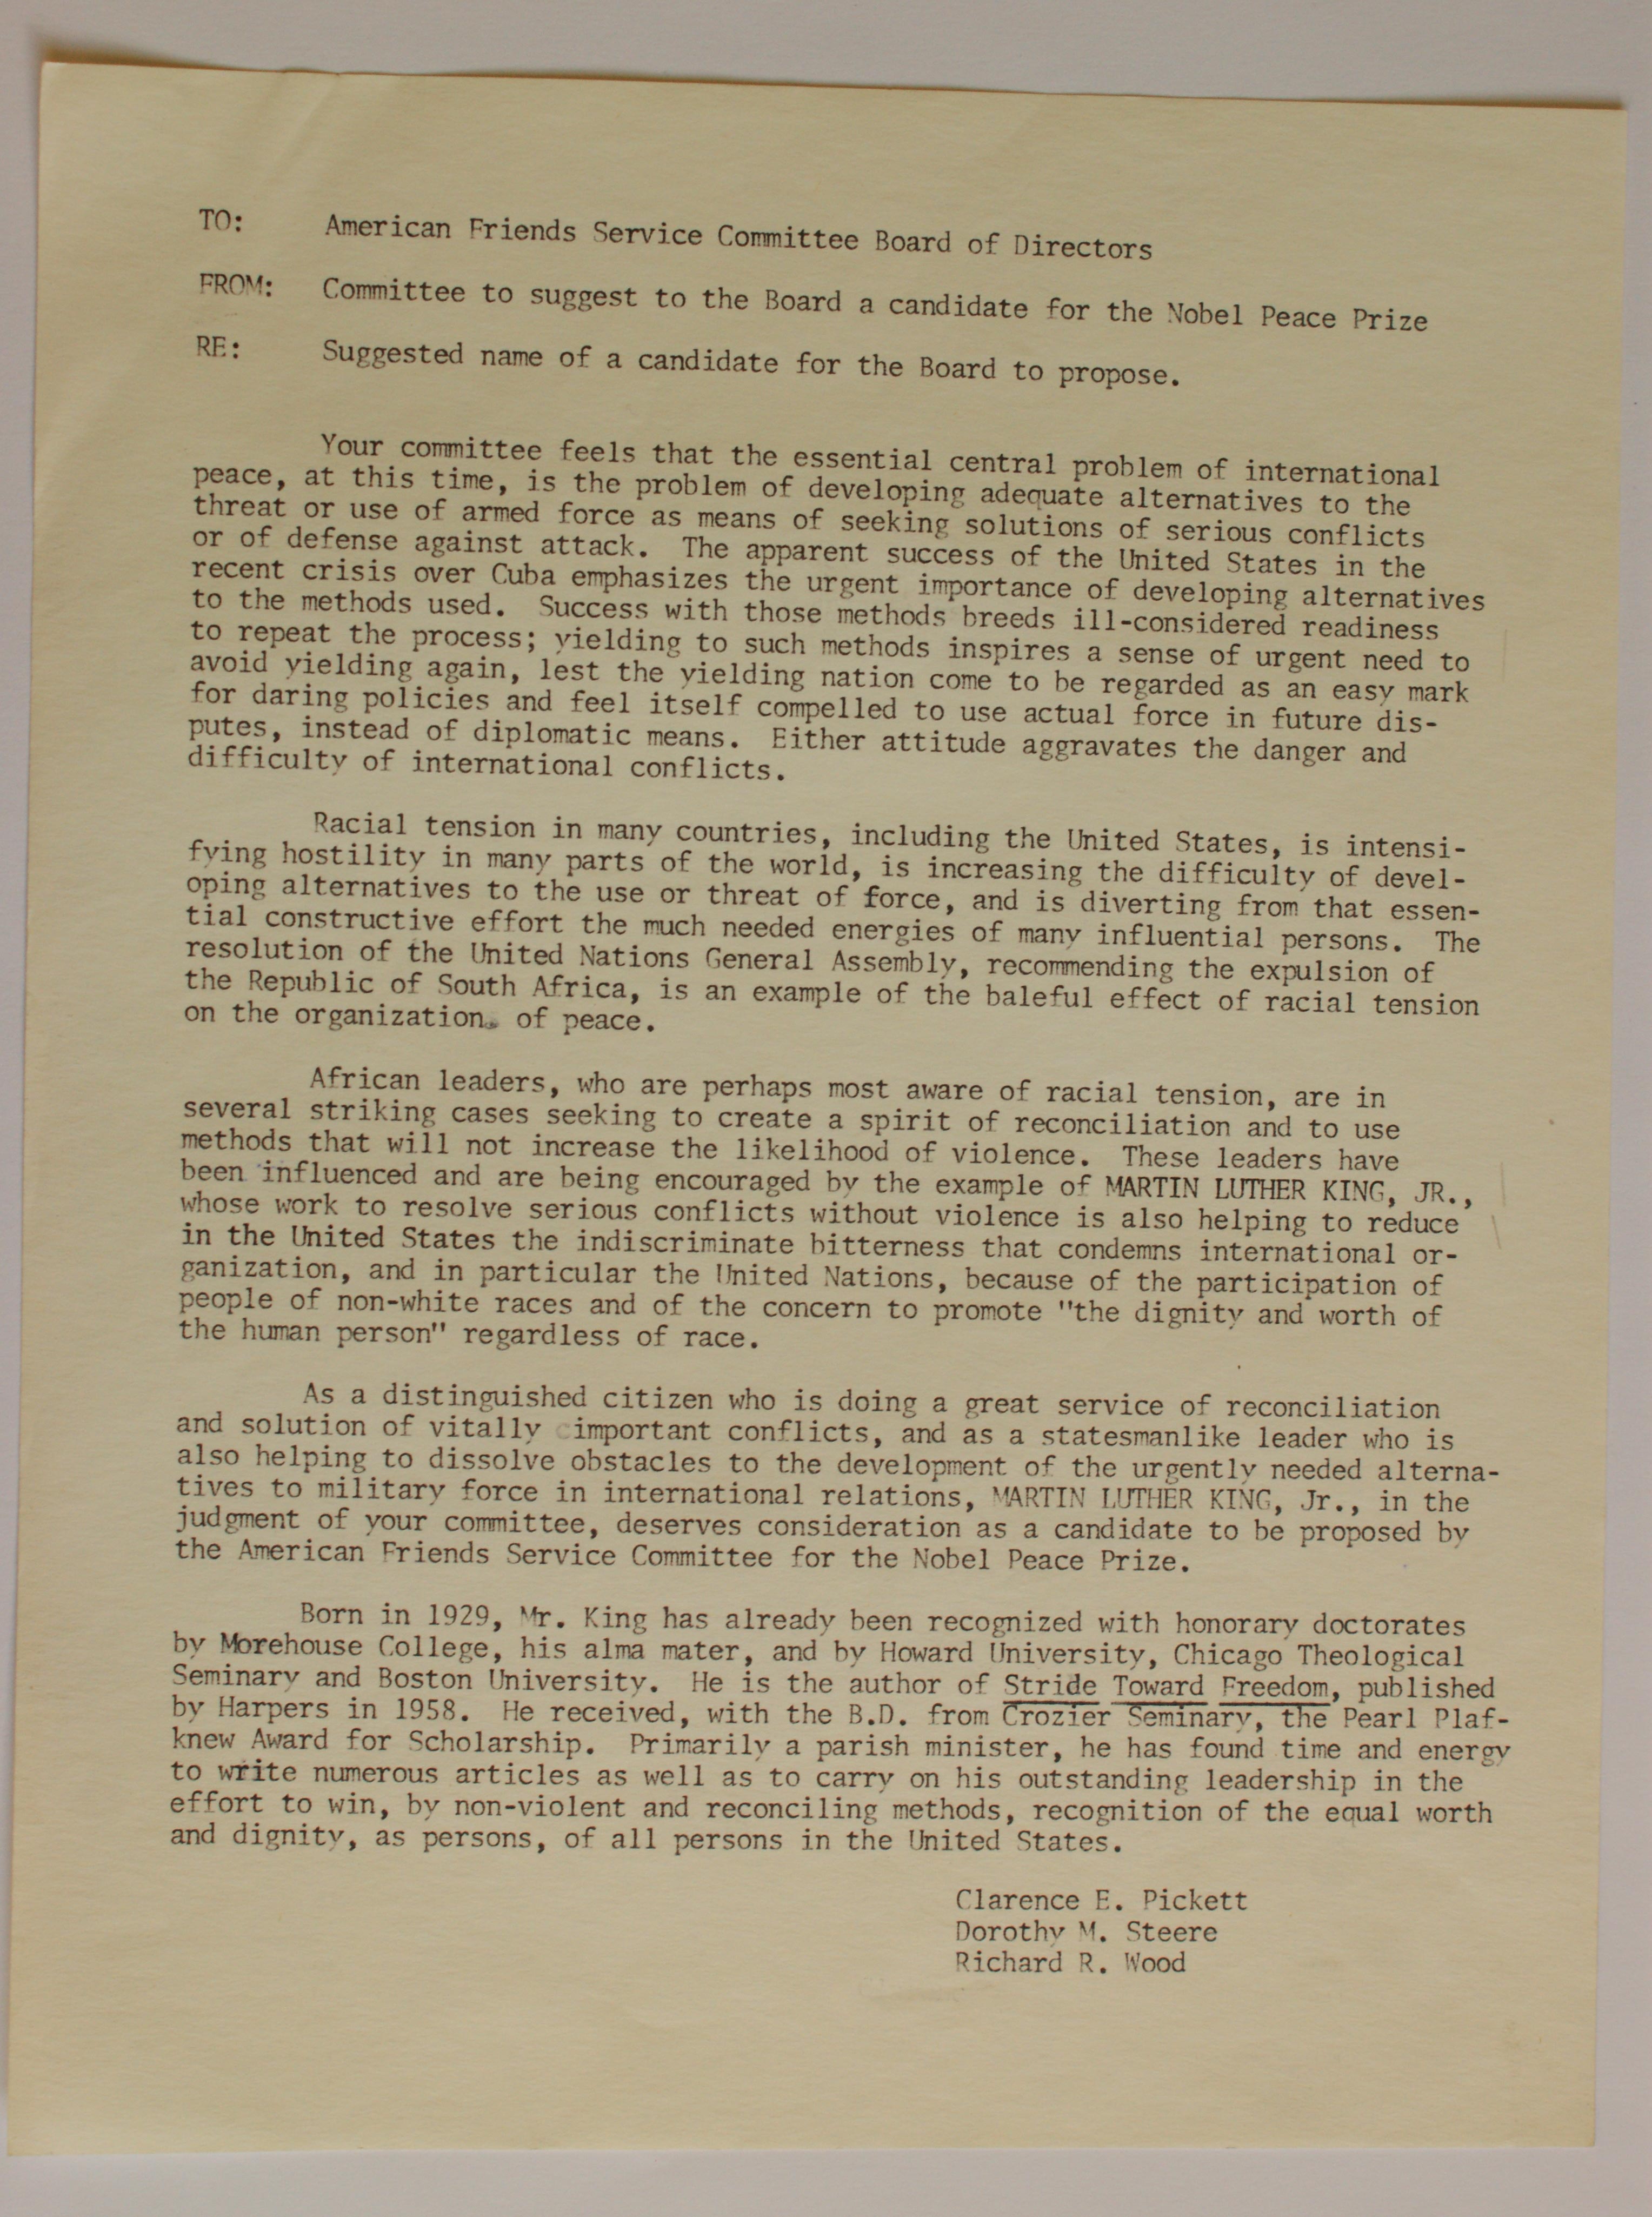 TO: American Friends Service Committee Board of Directors
FROM: Committee to suggest to the Board a candidate for the Nobel Peace Prize
RE: Suggested name of a candidate for the Board to propose.
Your committee feels that the essential central problem of international
peace, at this time, is the problem of developing adequate alternatives to the
threat or use of armed force as means of seeking solutions of serious conflicts
or of defense against attack. The apparent success of the United States in the
recent crisis over Cuba emphasizes the urgent importance of developing alternatives
to the methods used. Success with those methods breeds ill-considered readiness
to repeat the process; yielding to such methods inspires a sense of urgent need to
avoid yielding again, lest the yielding nation come to be regarded as an easy mark
for daring policies and feel itself compelled to use actual force in future dis-
putes, instead of diplomatic means. Either attitude aggravates the danger and
difficulty of international conflicts.
Racial tension in many countries, including the United States, is intensi-
fying hostility in many parts of the world, is increasing the difficulty of devel-
oping alternatives to the use or threat of force, and is diverting from that essen-
tial constructive effort the much needed energies of many influential persons. The
resolution of the United Nations General Assembly, recommending the expulsion of
the Republic of South Africa, is an example of the baleful effect of racial tension
on the organization of peace.
African leaders, who are perhaps most aware of racial tension, are in
several striking cases seeking to create a spirit of reconciliation and to use
methods that will not increase the likelihood of violence. These leaders have
been influenced and are being encouraged by the example of MARTIN LUTHER KING, JR.,
whose work to resolve serious conflicts without violence is also helping to reduce
in the United States the indiscriminate bitterness that condemns international or-
ganization, and in particular the United Nations, because of the participation of
people of non-white races and of the concern to promote "the dignity and worth of
the human person" regardless of race.
As a distinguished citizen who is doing a great service of reconciliation
and solution of vitally important conflicts, and as a statesmanlike leader who is
also helping to dissolve obstacles to the development of the urgently needed alterna-
tives to military force in international relations, MARTIN LUTHER KING, Jr., in the
judgment of your committee, deserves consideration as a candidate to be proposed by
the American Friends Service Committee for the Nobel Peace Prize.
Born in 1929, Mr. King has already been recognized with honorary doctorates
by Morehouse College, his alma mater, and by Howard University, Chicago Theological
Seminary and Boston University. He is the author of Stride Toward Freedom, published
by Harpers in 1958. He received, with the B.D. from Crozier Seminary, the Pearl Plaf-
knew Award for Scholarship. Primarily a parish minister, he has found time and energy
to write numerous articles as well as to carry on his outstanding leadership in the
effort to win, by non-violent and reconciling methods, recognition of the equal worth
and dignity, as persons, of all persons in the United States.
Clarence E. Pickett
Dorothy M. Steere
Richard R. Wood